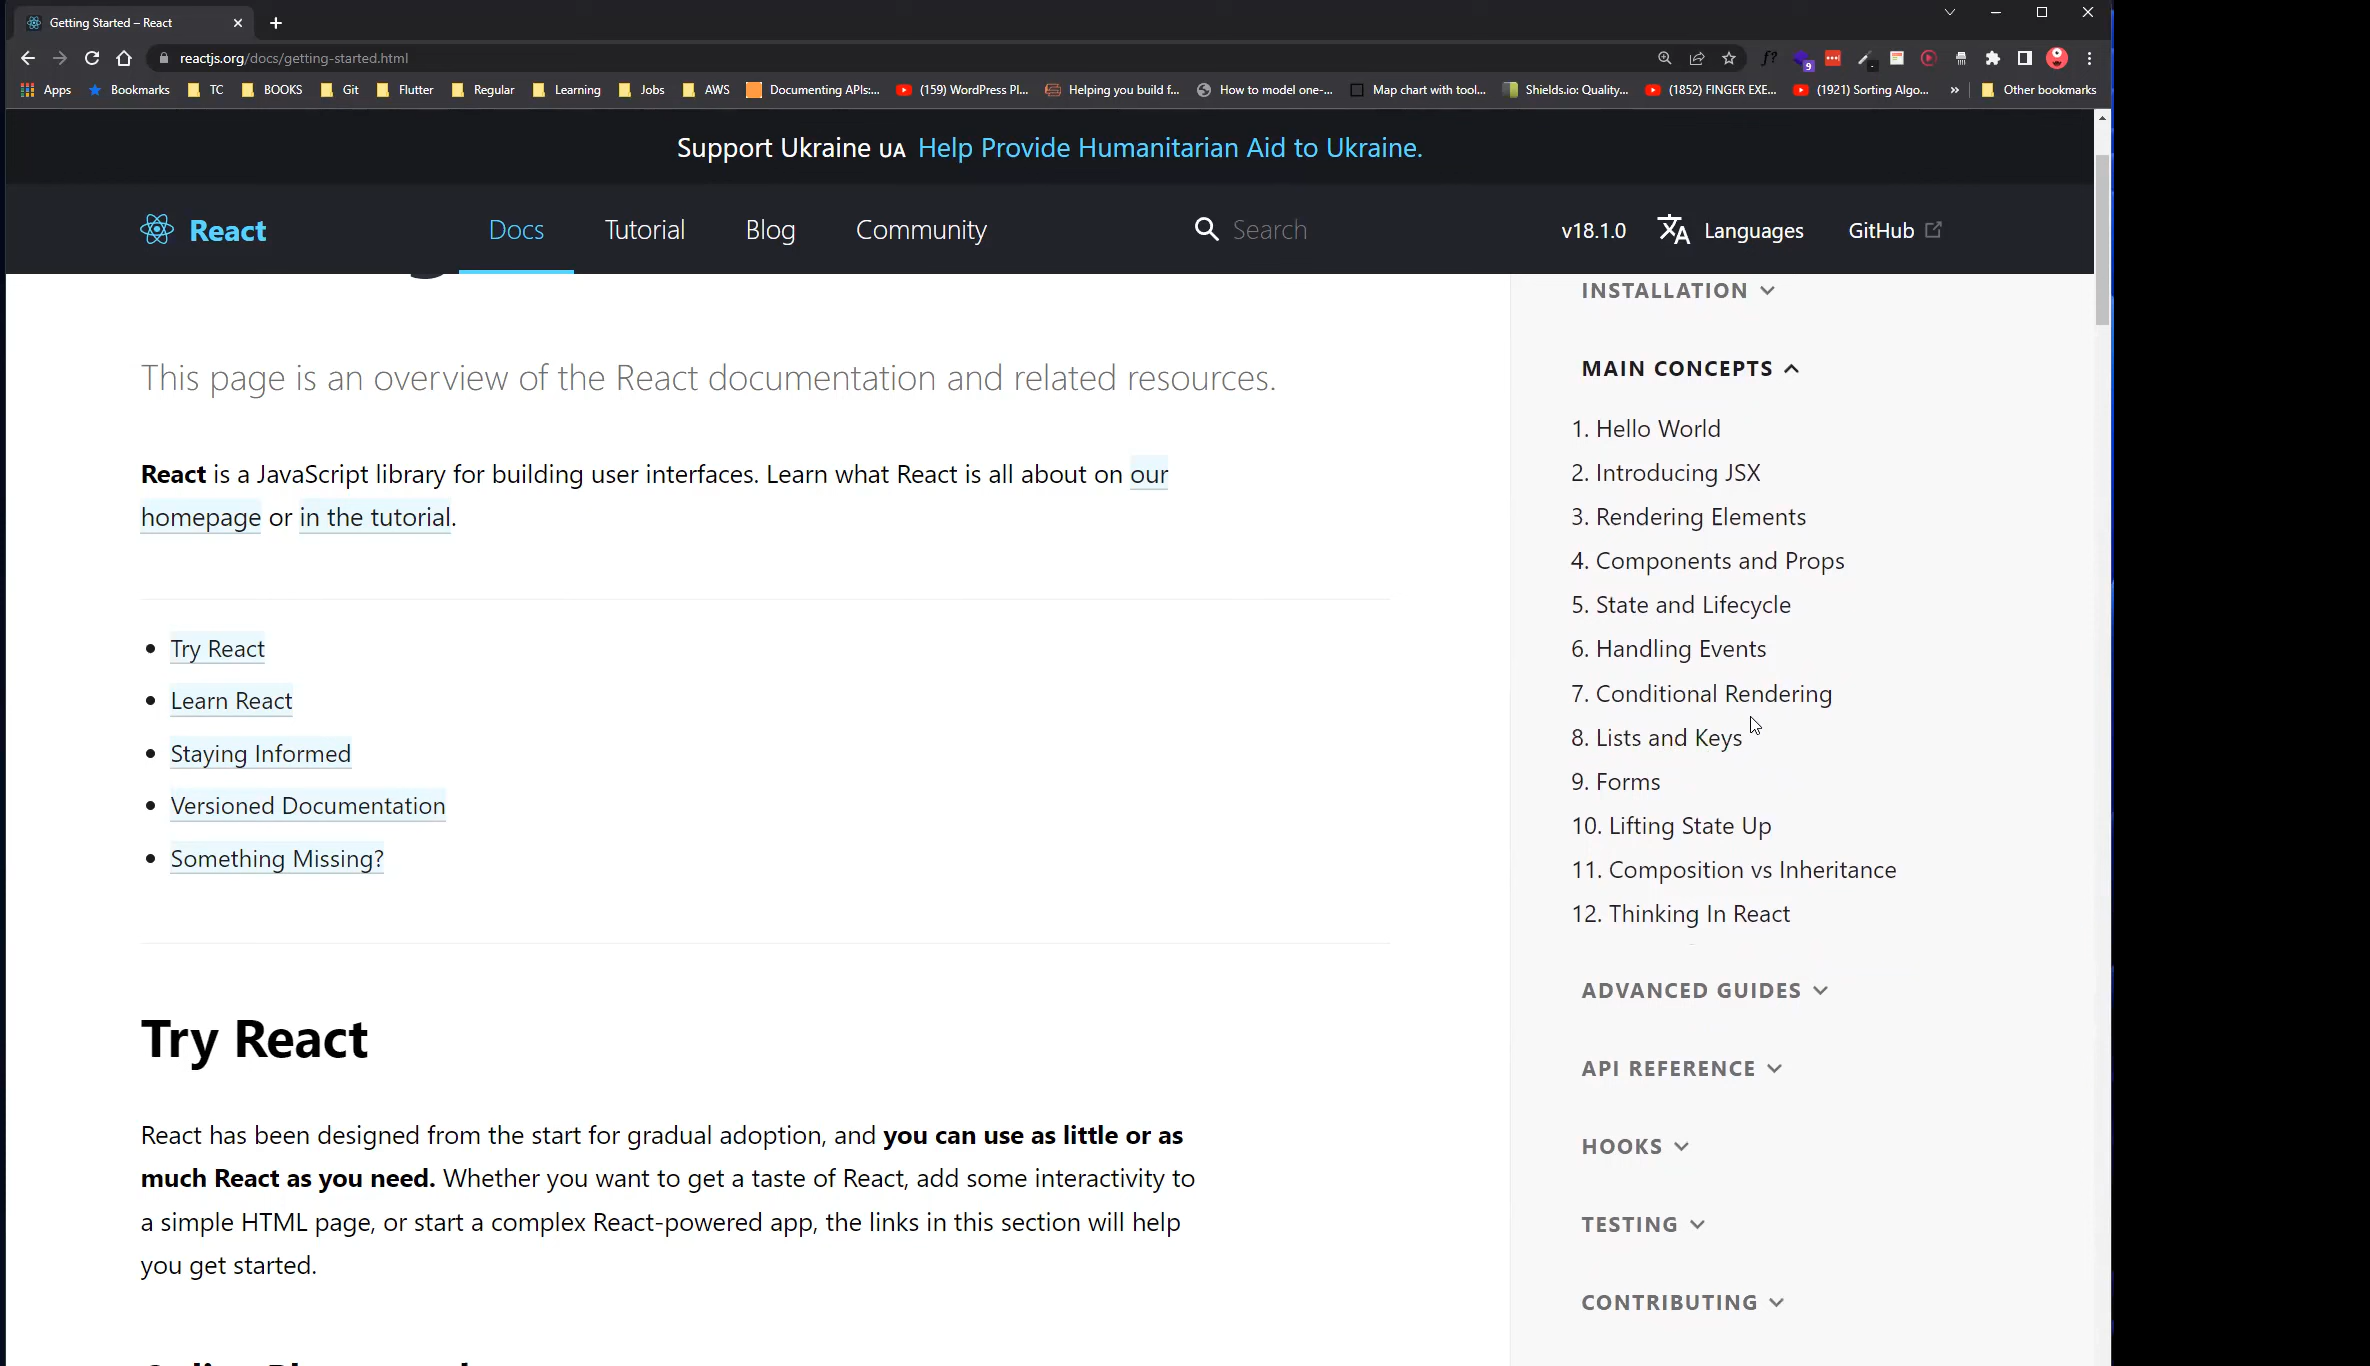 Getting Started – React
reactjs.org/docs/getting-started.html
9
Apps Bookmarks TC BOOKS Git Flutter Regular Learning Jobs AWS Documenting APIs:... (159) WordPress Pl... Helping you build f... How to model one-... Map chart with tool... Shields.io: Quality... (1852) FINGER EXE... (1921) Sorting Algo... » Other bookmarks
Support Ukraine UA Help Provide Humanitarian Aid to Ukraine.
React Docs Tutorial Blog Community Search v18.1.0 Languages GitHub
This page is an overview of the React documentation and related resources.
React is a JavaScript library for building user interfaces. Learn what React is all about on our
homepage or in the tutorial.
Try React
Learn React
Staying Informed
Versioned Documentation
Something Missing?
Try React
React has been designed from the start for gradual adoption, and you can use as little or as
much React as you need. Whether you want to get a taste of React, add some interactivity to
a simple HTML page, or start a complex React-powered app, the links in this section will help
you get started.
INSTALLATION
MAIN CONCEPTS
1. Hello World
2. Introducing JSX
3. Rendering Elements
4. Components and Props
5. State and Lifecycle
6. Handling Events
7. Conditional Rendering
8. Lists and Keys
9. Forms
10. Lifting State Up
11. Composition vs Inheritance
12. Thinking In React
ADVANCED GUIDES
API REFERENCE
HOOKS
TESTING
CONTRIBUTING